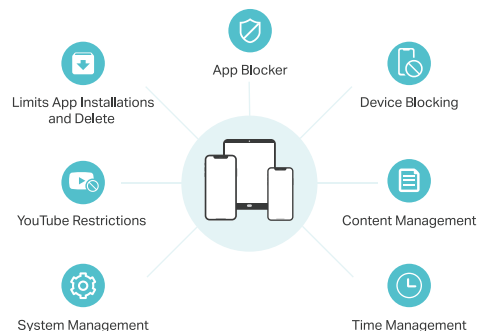 App Blocker
Limits App Installations
and Delete
Device Blocking
YouTube Restrictions
Content Management
System Management
Time Management